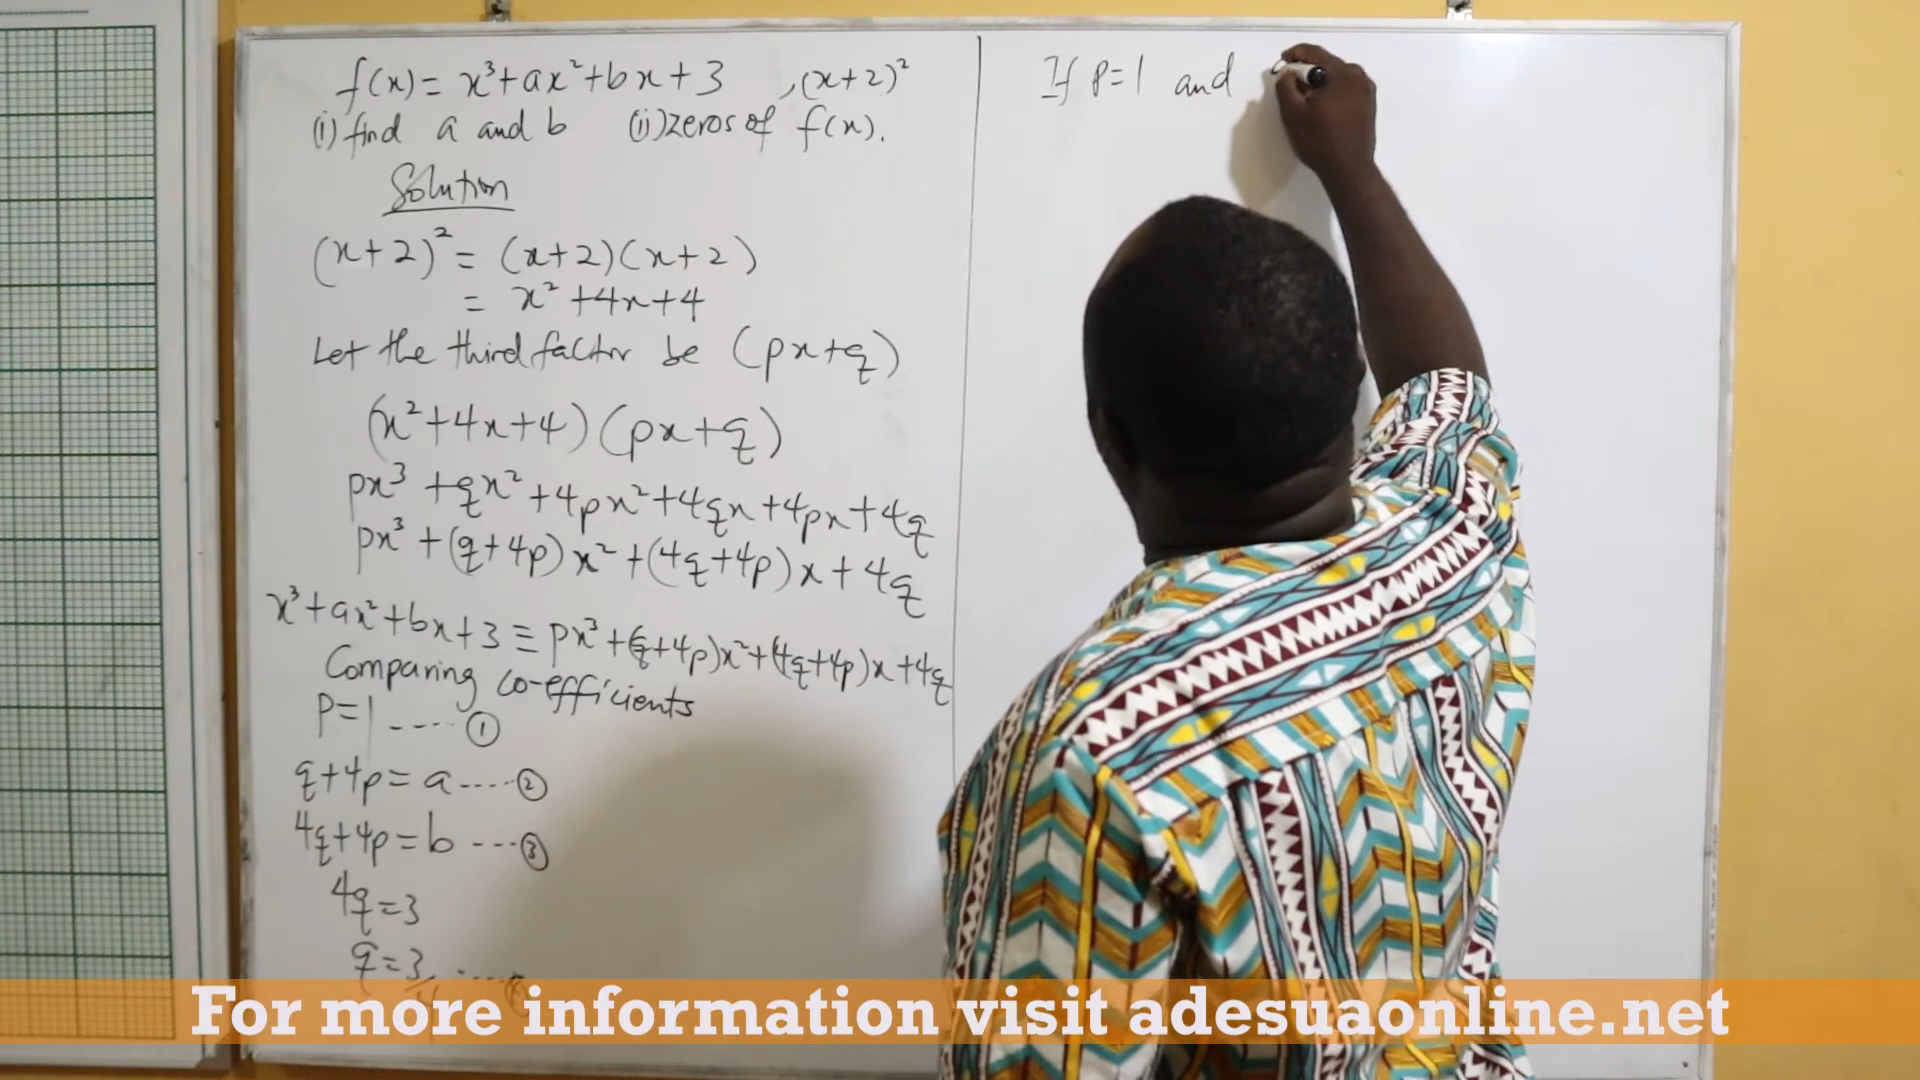 f(x) = x³+ax²+bx+3 , (x+2)²
(i) find a and b (ii) zeros of f(x).
Solution
(x+2)² = (x+2)(x+2)
= x² +4x+4
Let the third factor be (px+q)
(x²+4x+4)(px+q)
px³ +qx² +4px²+4qx+4px+4q
px³ +(q+4p)x² +(4q+4p)x+4q
x³+ax²+bx+3 ≡ px³+(q+4p)x²+(4q+4p)x+4q
Comparing co-efficients
P=1 ---- ①
q+4p = a ---- ②
4q+4p = b --- ③
4q=3
q=3/4
If P=1 and
For more information visit adesuaonline.net